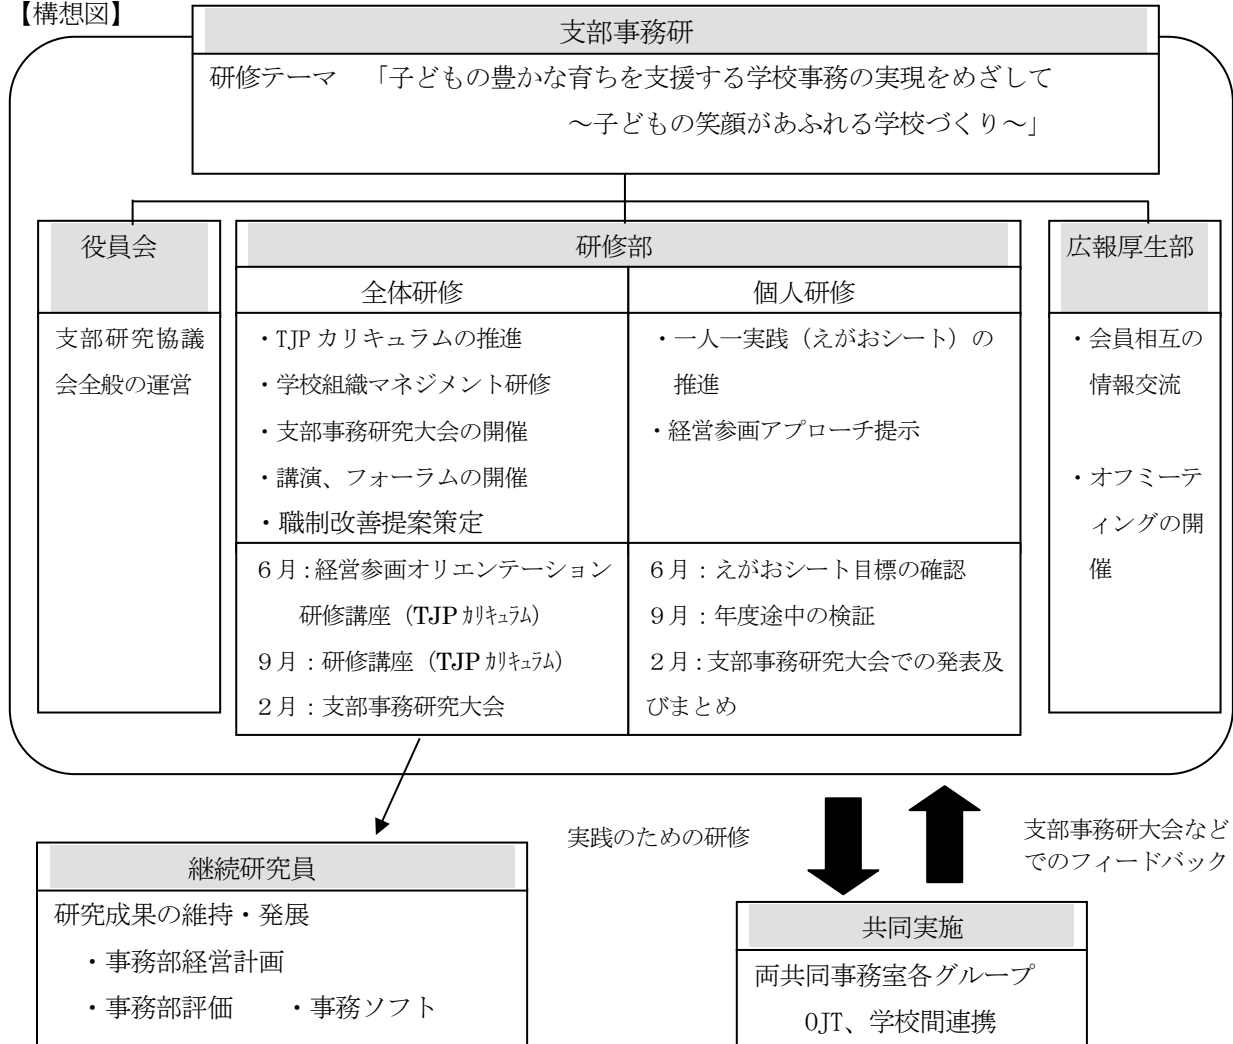 【構想図】
支部事務研
研修テーマ　「子どもの豊かな育ちを支援する学校事務の実現をめざして
～子どもの笑顔があふれる学校づくり～」
役員会
支部研究協議
会全般の運営
研修部
全体研修
・TJP カリキュラムの推進
・学校組織マネジメント研修
・支部事務研究大会の開催
・講演、フォーラムの開催
・職制改善提案策定
６月：経営参画オリエンテーション
研修講座（TJP ｶﾘｷｭﾗﾑ）
９月：研修講座（TJP ｶﾘｷｭﾗﾑ）
２月：支部事務研究大会
個人研修
・一人一実践（えがおシート）の
推進
・経営参画アプローチ提示
６月：えがおシート目標の確認
９月：年度途中の検証
２月：支部事務研究大会での発表及
びまとめ
広報厚生部
・会員相互の
情報交流
・オフミーテ
ィングの開
催
継続研究員
研究成果の維持・発展
・事務部経営計画
・事務部評価　　・事務ソフト
実践のための研修
支部事務研大会など
でのフィードバック
共同実施
両共同事務室各グループ
OJT、学校間連携